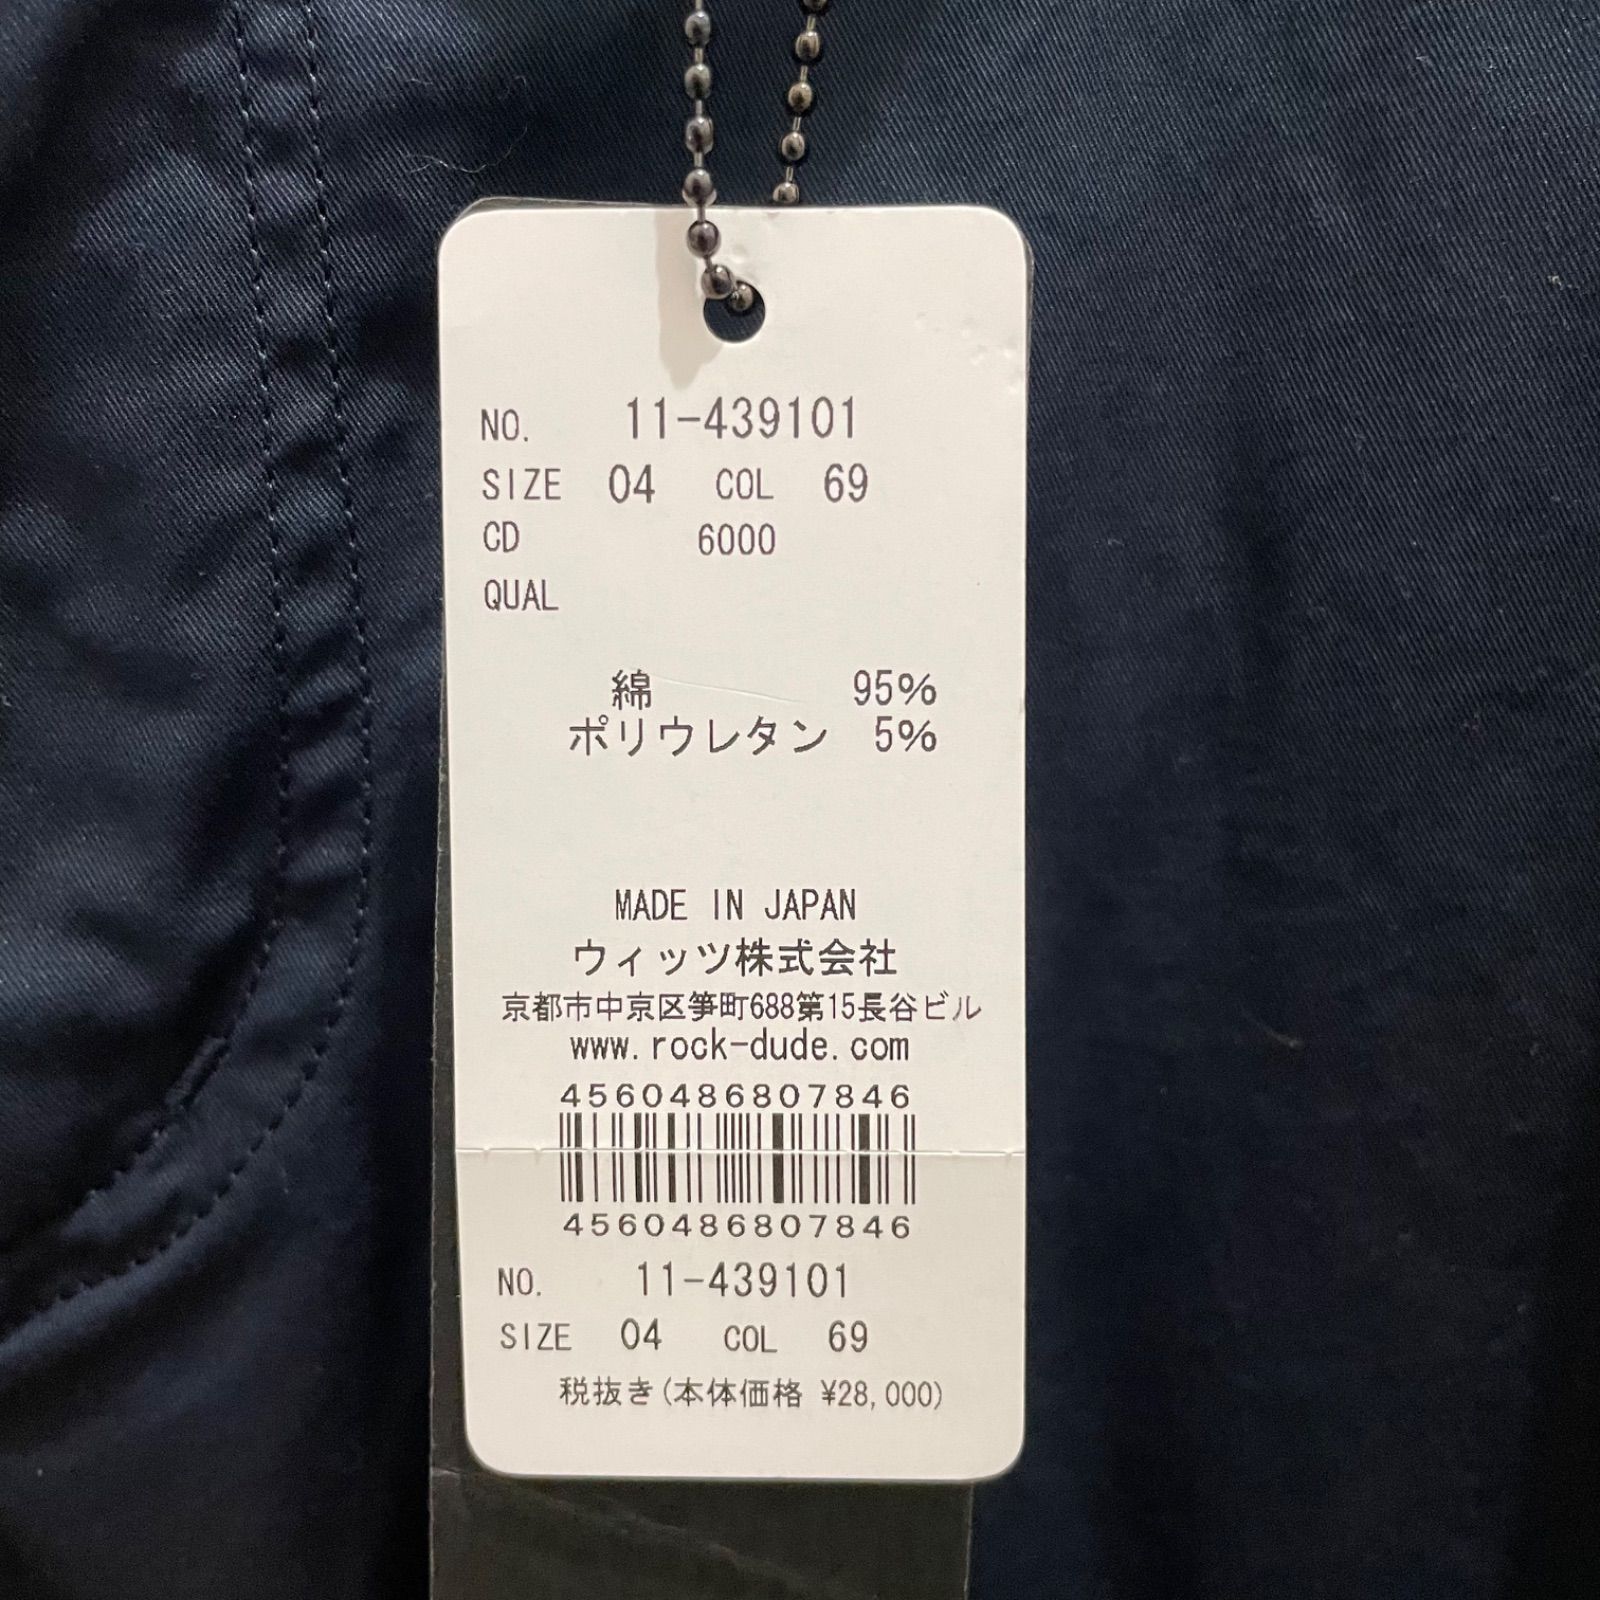 NO. 11-439101
SIZE 04 COL 69
CD 6000
QUAL
綿 95%
ポリウレタン 5%
MADE IN JAPAN
ウィッツ株式会社
京都市中京区笋町688第15長谷ビル
www.rock-dude.com
4560486807846
4560486807846
NO. 11-439101
SIZE 04 COL 69
税抜き(本体価格 ¥28,000)